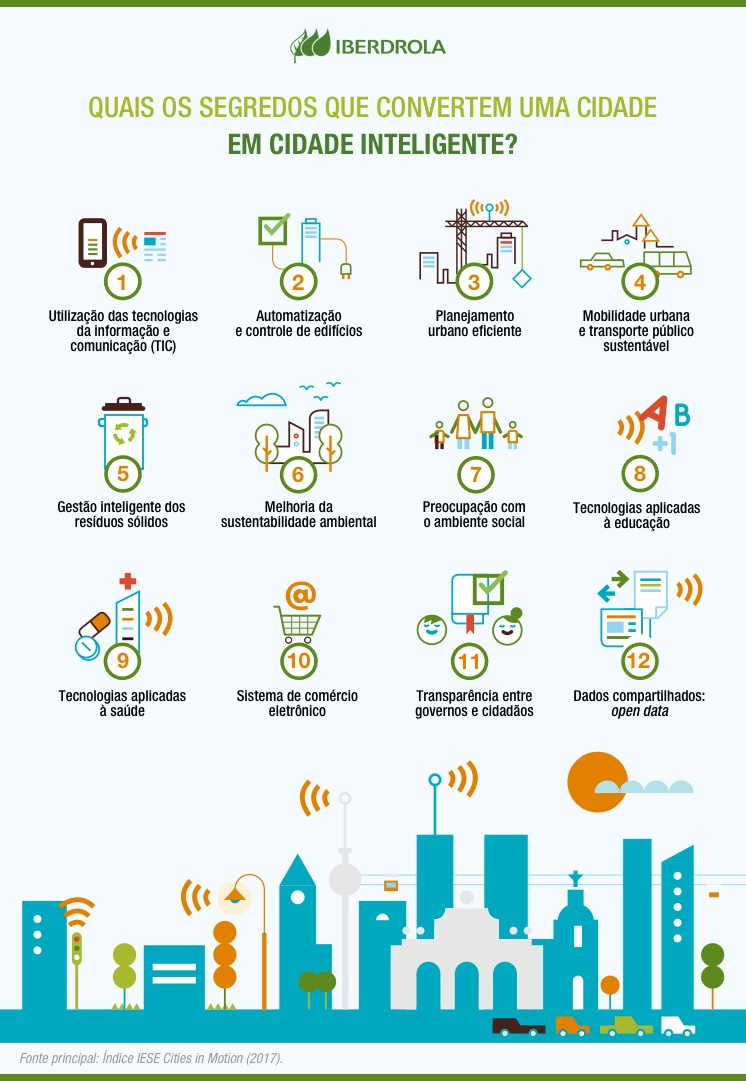 IBERDROLA
QUAIS OS SEGREDOS QUE CONVERTEM UMA CIDADE
EM CIDADE INTELIGENTE?
1
Utilização das tecnologias
da informação e
comunicação (TIC)
2
Automatização
e controle de edifícios
3
Planejamento
urbano eficiente
4
Mobilidade urbana
e transporte público
sustentável
5
Gestão inteligente dos
resíduos sólidos
6
Melhoria da
sustentabilidade ambiental
7
Preocupação com
o ambiente social
A B
+1
8
Tecnologias aplicadas
à educação
9
Tecnologias aplicadas
à saúde
@
10
Sistema de comércio
eletrônico
11
Transparência entre
governos e cidadãos
12
Dados compartilhados:
open data
Fonte principal: Índice IESE Cities in Motion (2017).